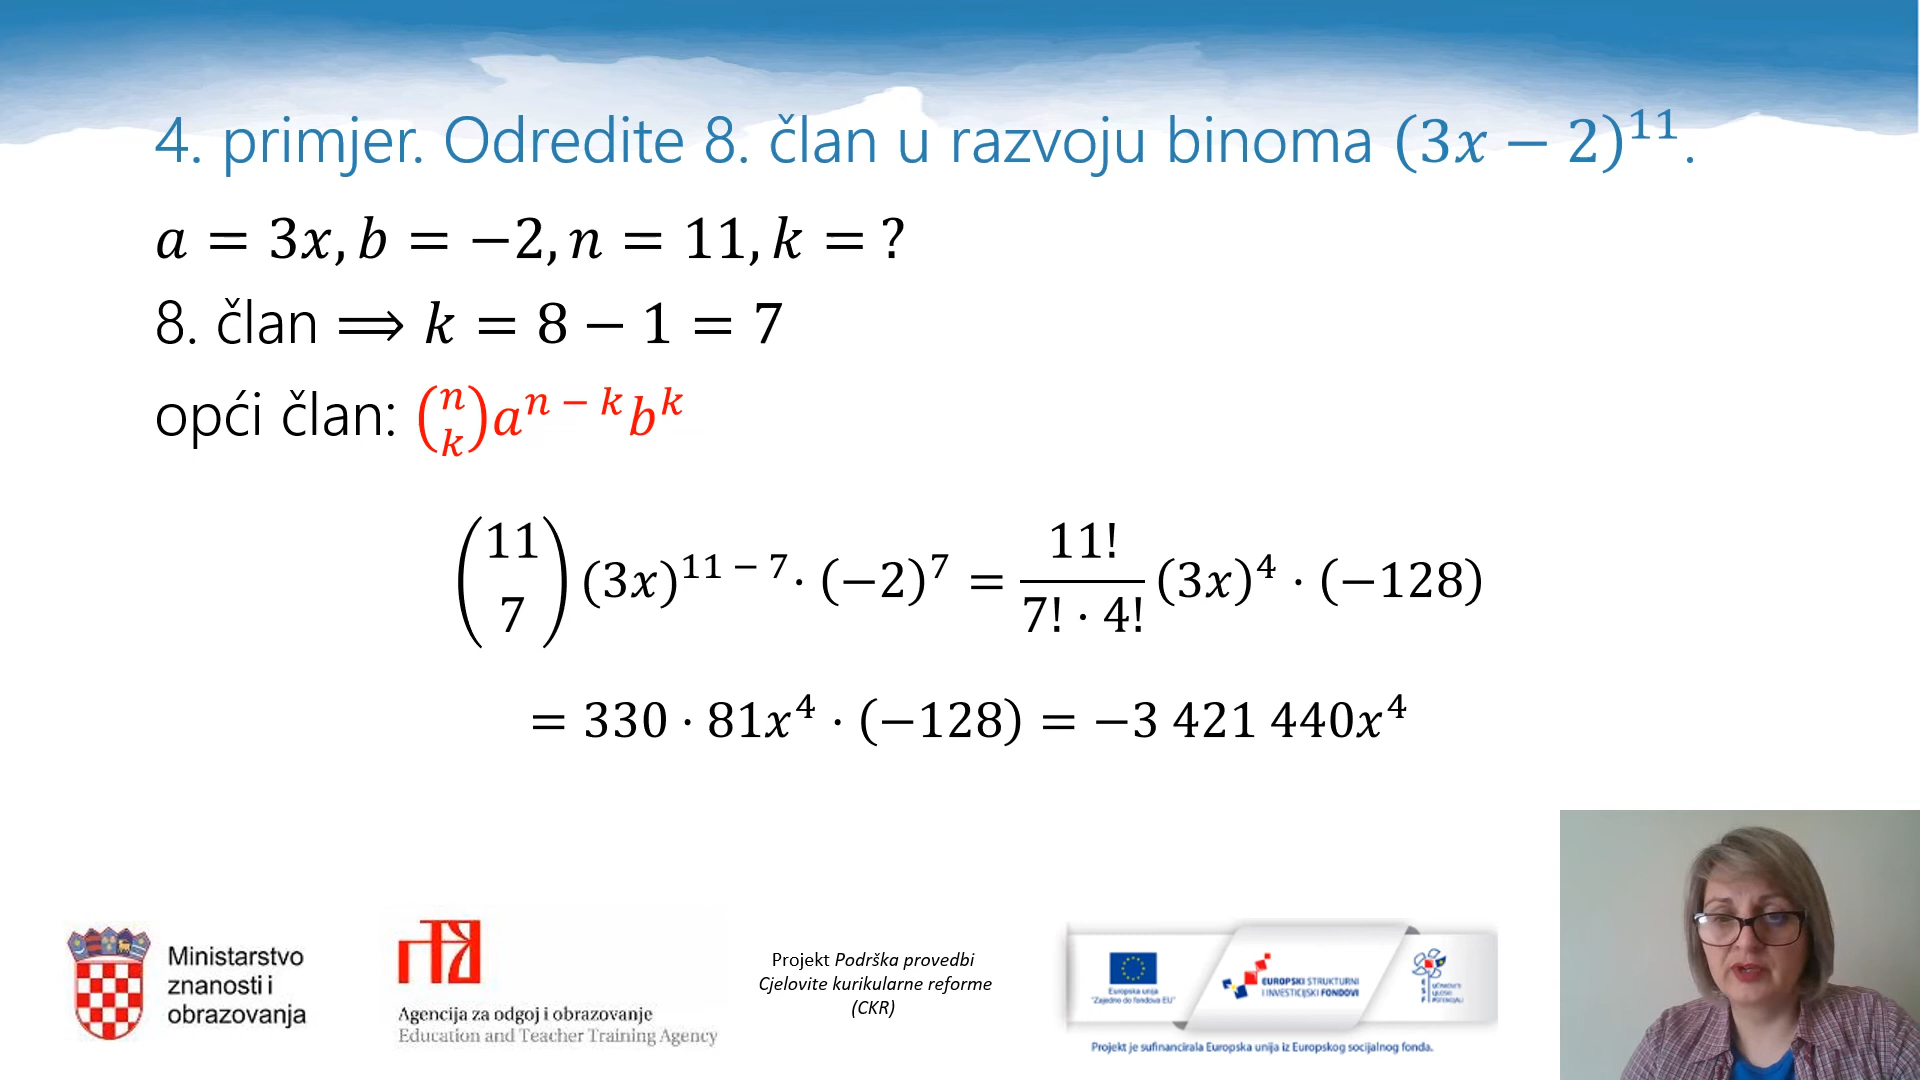 4. primjer. Odredite 8. član u razvoju binoma (3x − 2)¹¹.
a = 3x, b = −2, n = 11, k = ?
8. član ⟹ k = 8 − 1 = 7
opći član: (n k) aⁿ ⁻ ᵏ bᵏ
(11 7) (3x)¹¹ ⁻ ⁷ · (−2)⁷ = 11! / 7! · 4! (3x)⁴ · (−128)
= 330 · 81x⁴ · (−128) = −3 421 440x⁴
Ministarstvo
znanosti i
obrazovanja
Agencija za odgoj i obrazovanje
Education and Teacher Training Agency
Projekt Podrška provedbi
Cjelovite kurikularne reforme
(CKR)
Europska unija
"Zajedno do fondova EU"
EUROPSKI STRUKTURNI
I INVESTICIJSKI FONDOVI
Projekt je sufinancirala Europska unija iz Europskog socijalnog fonda.